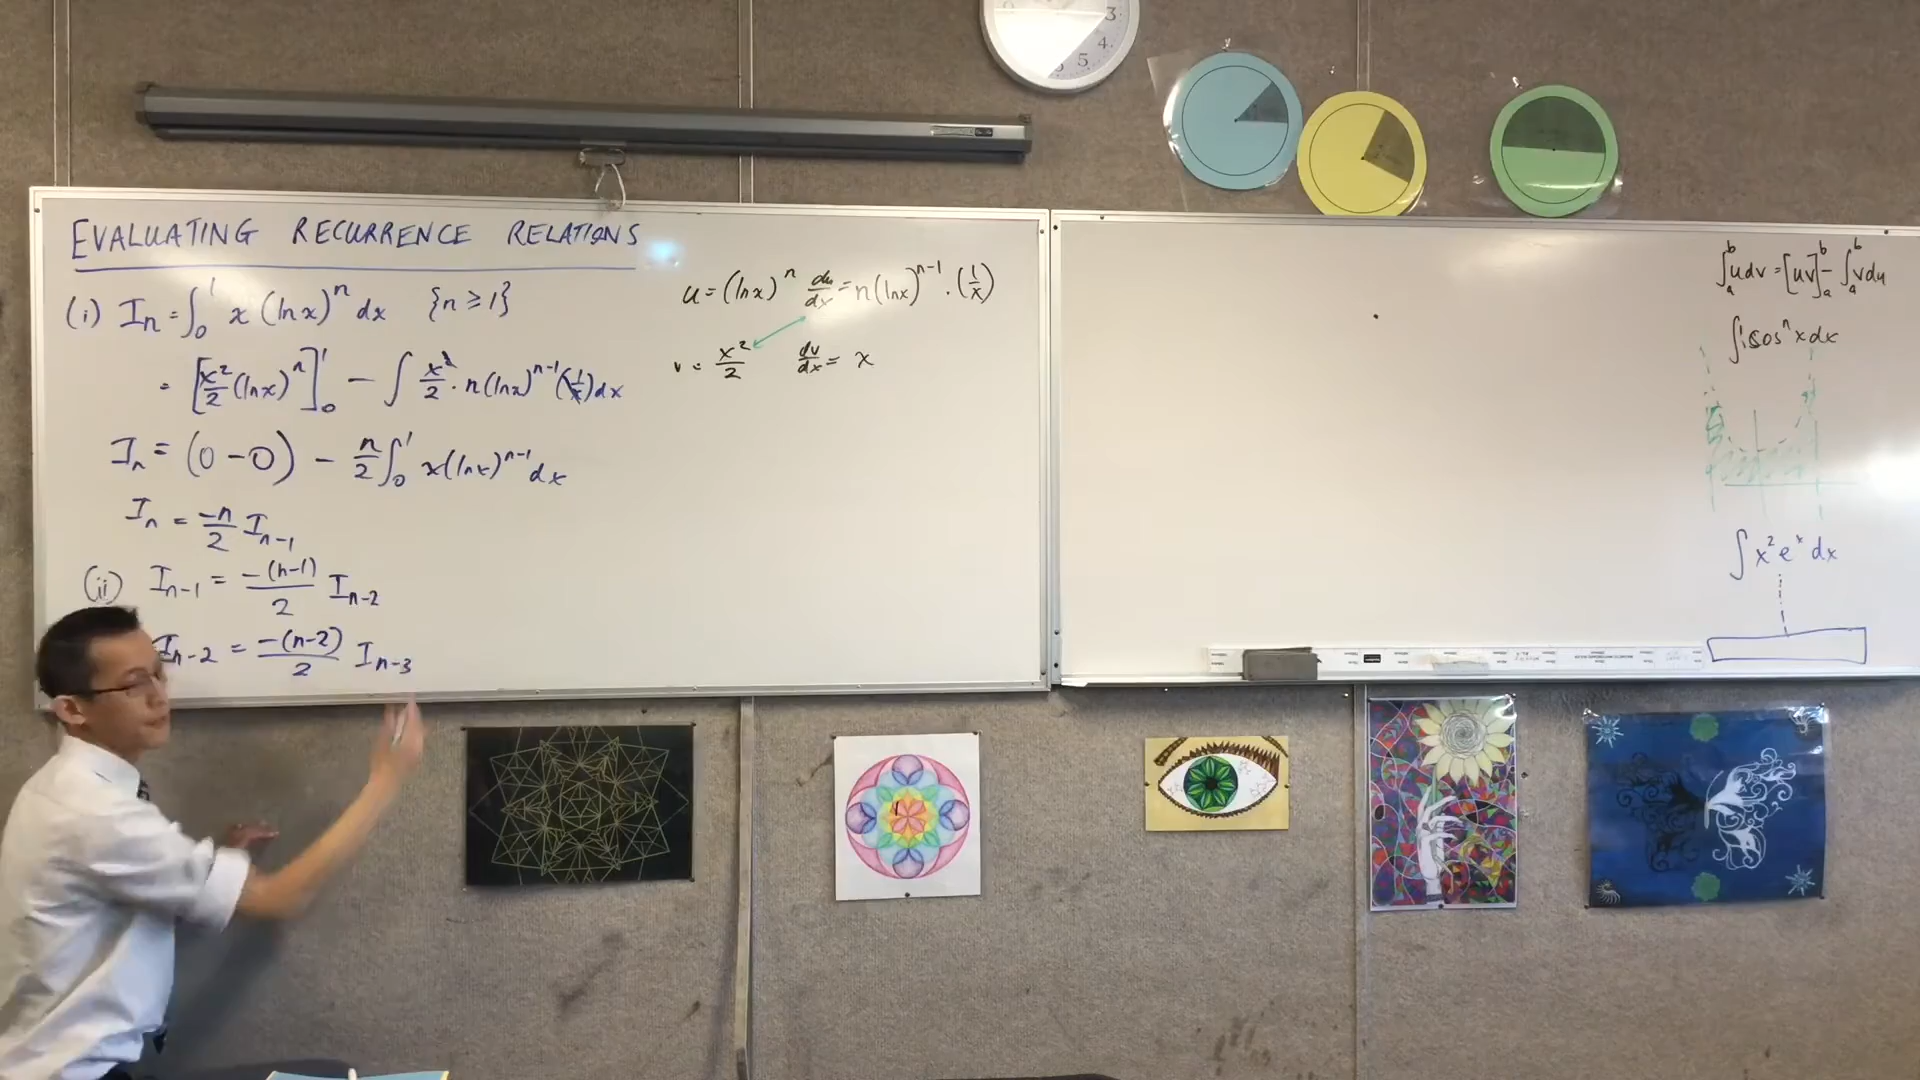 EVALUATING RECURRENCE RELATIONS
(i) Iₙ = ∫₀¹ x (ln x)ⁿ dx {n ≥ 1}
= [x²/2 (ln x)ⁿ]₀¹ − ∫ x²/2 · n(ln x)ⁿ⁻¹ (1/x) dx
Iₙ = (0 − 0) − n/2 ∫₀¹ x(ln x)ⁿ⁻¹ dx
Iₙ = −n/2 Iₙ₋₁
(ii) Iₙ₋₁ = −(n−1)/2 Iₙ₋₂
Iₙ₋₂ = −(n−2)/2 Iₙ₋₃
u = (ln x)ⁿ du/dx = n(ln x)ⁿ⁻¹ · (1/x)
v = x²/2 dv/dx = x
∫ₐᵇ u dv = [uv]ₐᵇ − ∫ₐᵇ v du
∫ x² eˣ dx
3
4
5